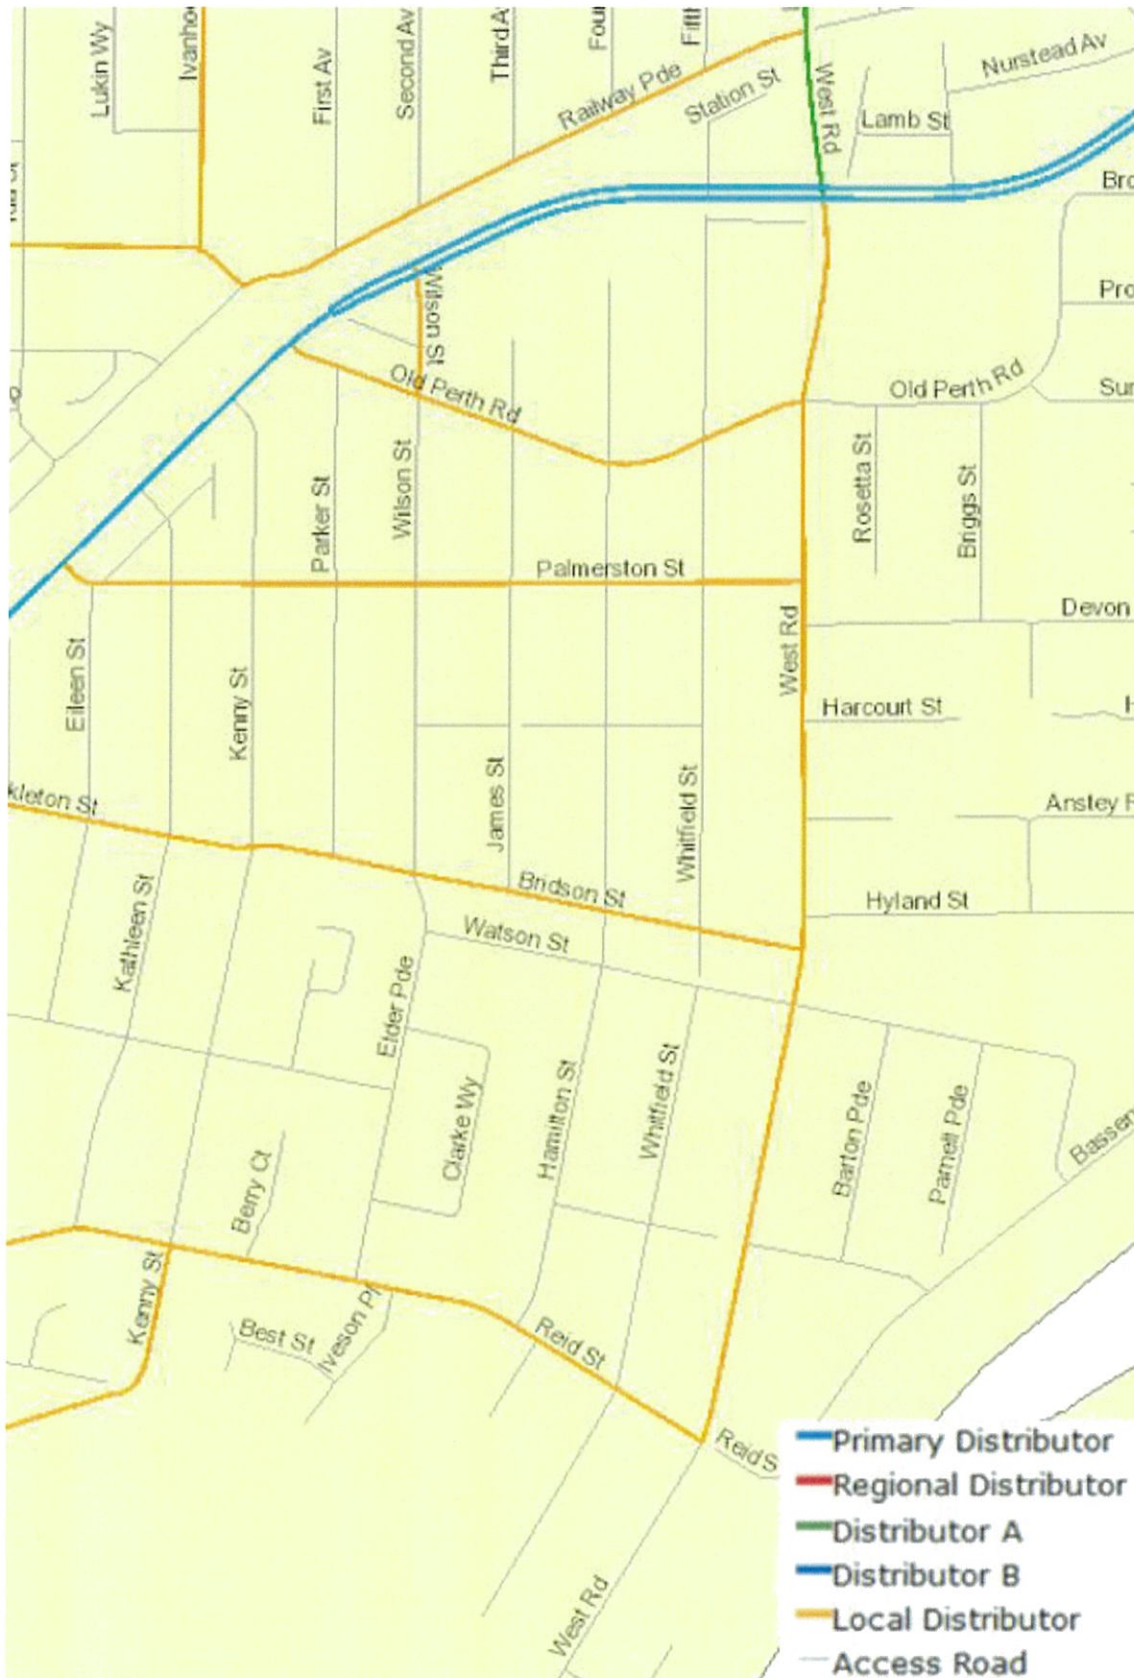 Lukin Wy
First Av
Second Av
Railway Pde
Station St
West Rd
Nurstead Av
Lamb St
Wilson St
Old Perth Rd
Old Perth Rd
Parker St
Wilson St
Rosetta St
Briggs St
Palmerston St
Devon
Eileen St
Kenny St
West Rd
Harcourt St
kleton St
James St
Whitfield St
Anstey
Bridson St
Hyland St
Kathleen St
Watson St
Elder Pde
Clarke Wy
Hamilton St
Whitfield St
Barton Pde
Parnell Pde
Bassen
Berry Ct
Kenny St
Best St
Iveson Pl
Reid St
Reid S
West Rd
Primary Distributor
Regional Distributor
Distributor A
Distributor B
Local Distributor
Access Road